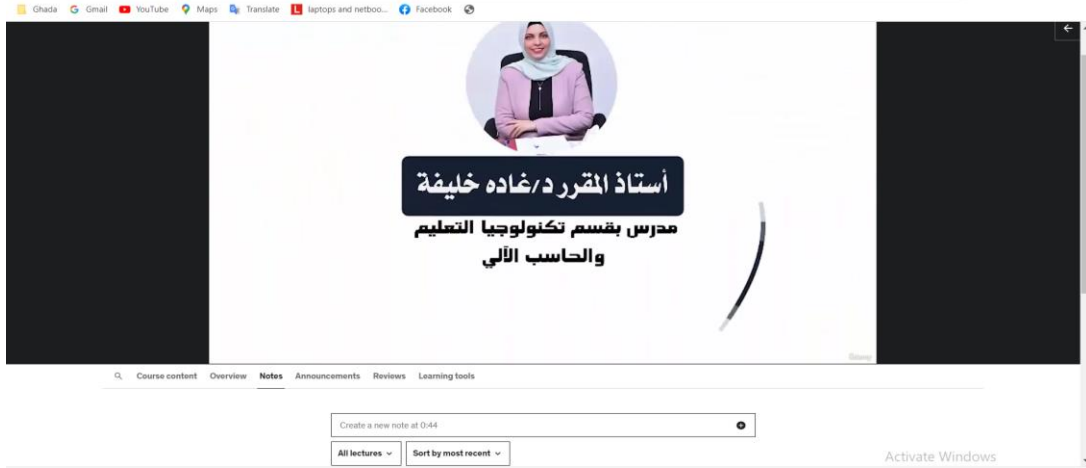 Ghada Gmail YouTube Maps Translate laptops and netboo... Facebook
أستاذ المقرر د/غاده خليفة
مدرس بقسم تكنولوجيا التعليم
والحاسب الآلي
Udemy
Course content Overview Notes Announcements Reviews Learning tools
Create a new note at 0:44
All lectures Sort by most recent
Activate Windows